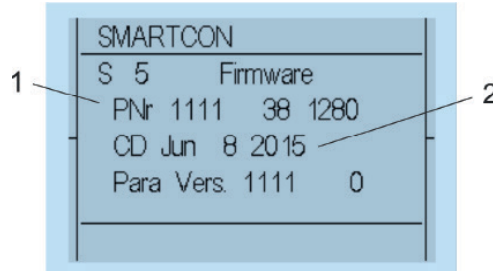 SMARTCON
S 5 Firmware
1 PNr 1111 38 1280 2
CD Jun 8 2015
Para Vers. 1111 0